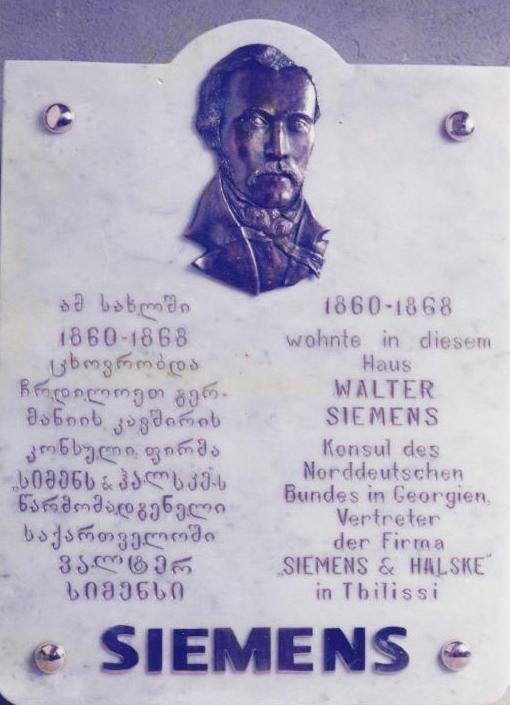 ამ სახლში
1860-1868
ცხოვრობდა
ჩრდილოეთ გერ-
მანიის კავშირის
კონსული, ფირმა
„სიმენს & ჰალსკე"-ს
წარმომადგენელი
საქართველოში
ვალტერ
სიმენსი
1860-1868
wohnte in diesem
Haus
WALTER
SIEMENS
Konsul des
Norddeutschen
Bundes in Georgien,
Vertreter
der Firma
„SIEMENS & HALSKE"
in Tbilissi
SIEMENS